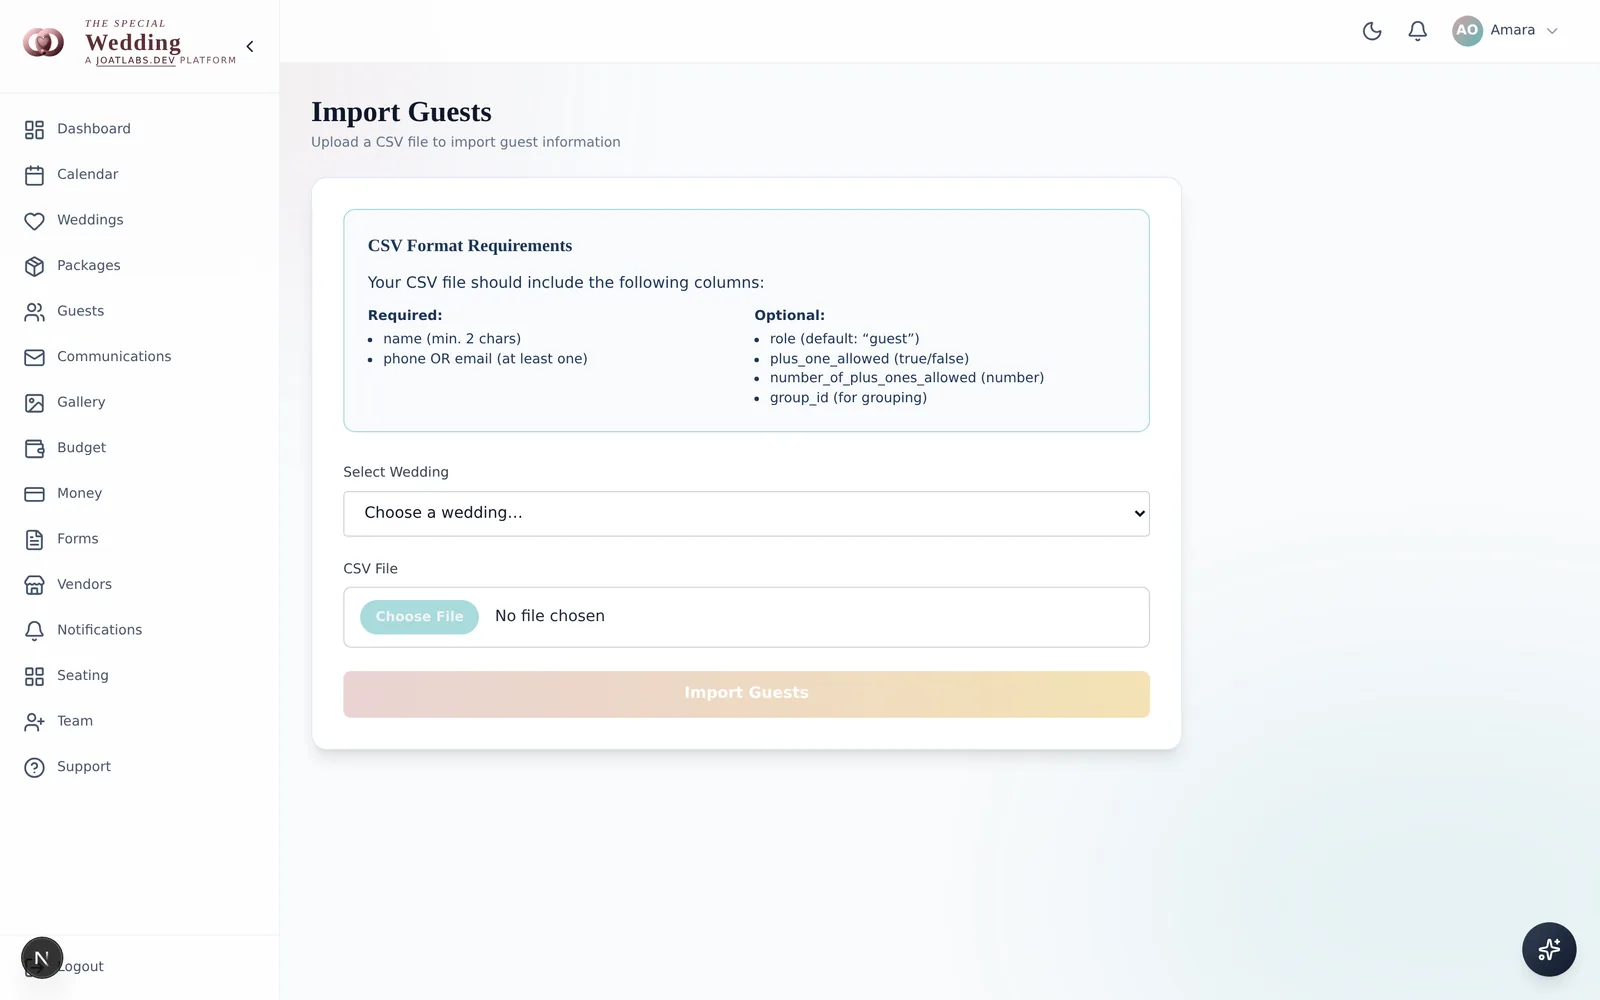 THE SPECIAL
Wedding
A JOATLABS.DEV PLATFORM
AO
Amara
Dashboard
Calendar
Weddings
Packages
Guests
Communications
Gallery
Budget
Money
Forms
Vendors
Notifications
Seating
Team
Support
N
Logout
Import Guests
Upload a CSV file to import guest information
CSV Format Requirements
Your CSV file should include the following columns:
Required:
• name (min. 2 chars)
• phone OR email (at least one)
Optional:
• role (default: “guest”)
• plus_one_allowed (true/false)
• number_of_plus_ones_allowed (number)
• group_id (for grouping)
Select Wedding
Choose a wedding...
CSV File
Choose File No file chosen
Import Guests